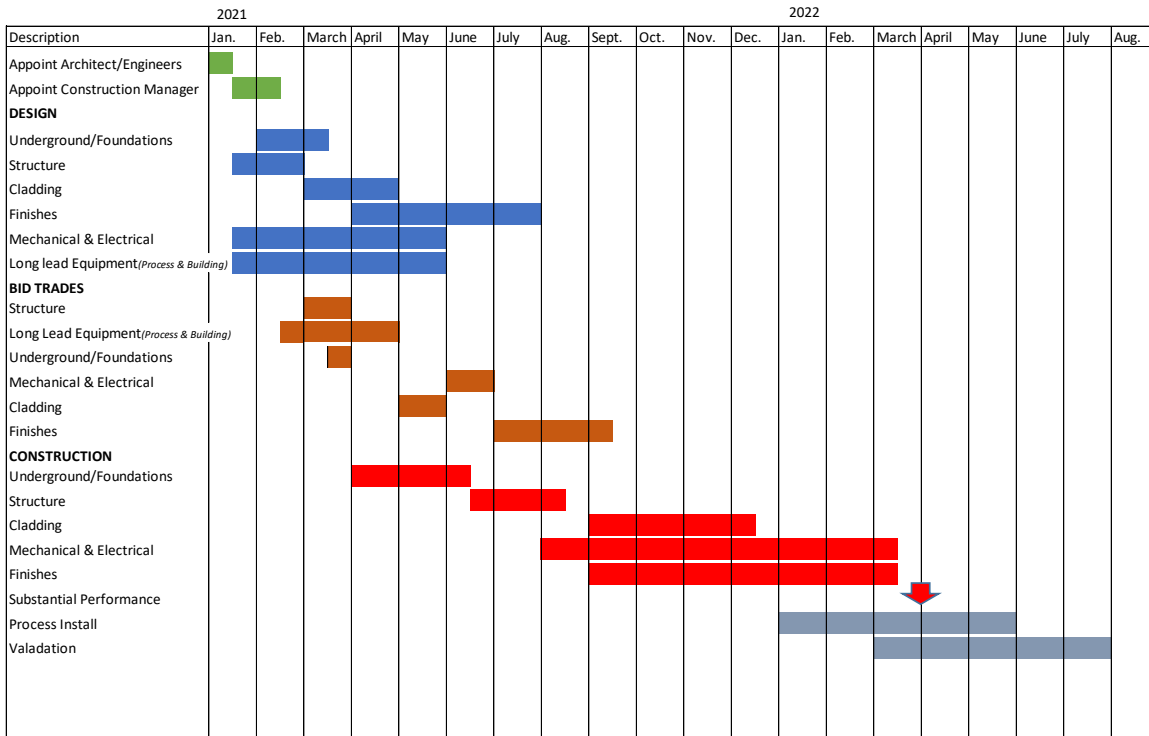 2021 2022
Description Jan. Feb. March April May June July Aug. Sept. Oct. Nov. Dec. Jan. Feb. March April May June July Aug.
Appoint Architect/Engineers
Appoint Construction Manager
DESIGN
Underground/Foundations
Structure
Cladding
Finishes
Mechanical & Electrical
Long lead Equipment(Process & Building)
BID TRADES
Structure
Long Lead Equipment(Process & Building)
Underground/Foundations
Mechanical & Electrical
Cladding
Finishes
CONSTRUCTION
Underground/Foundations
Structure
Cladding
Mechanical & Electrical
Finishes
Substantial Performance
Process Install
Valadation